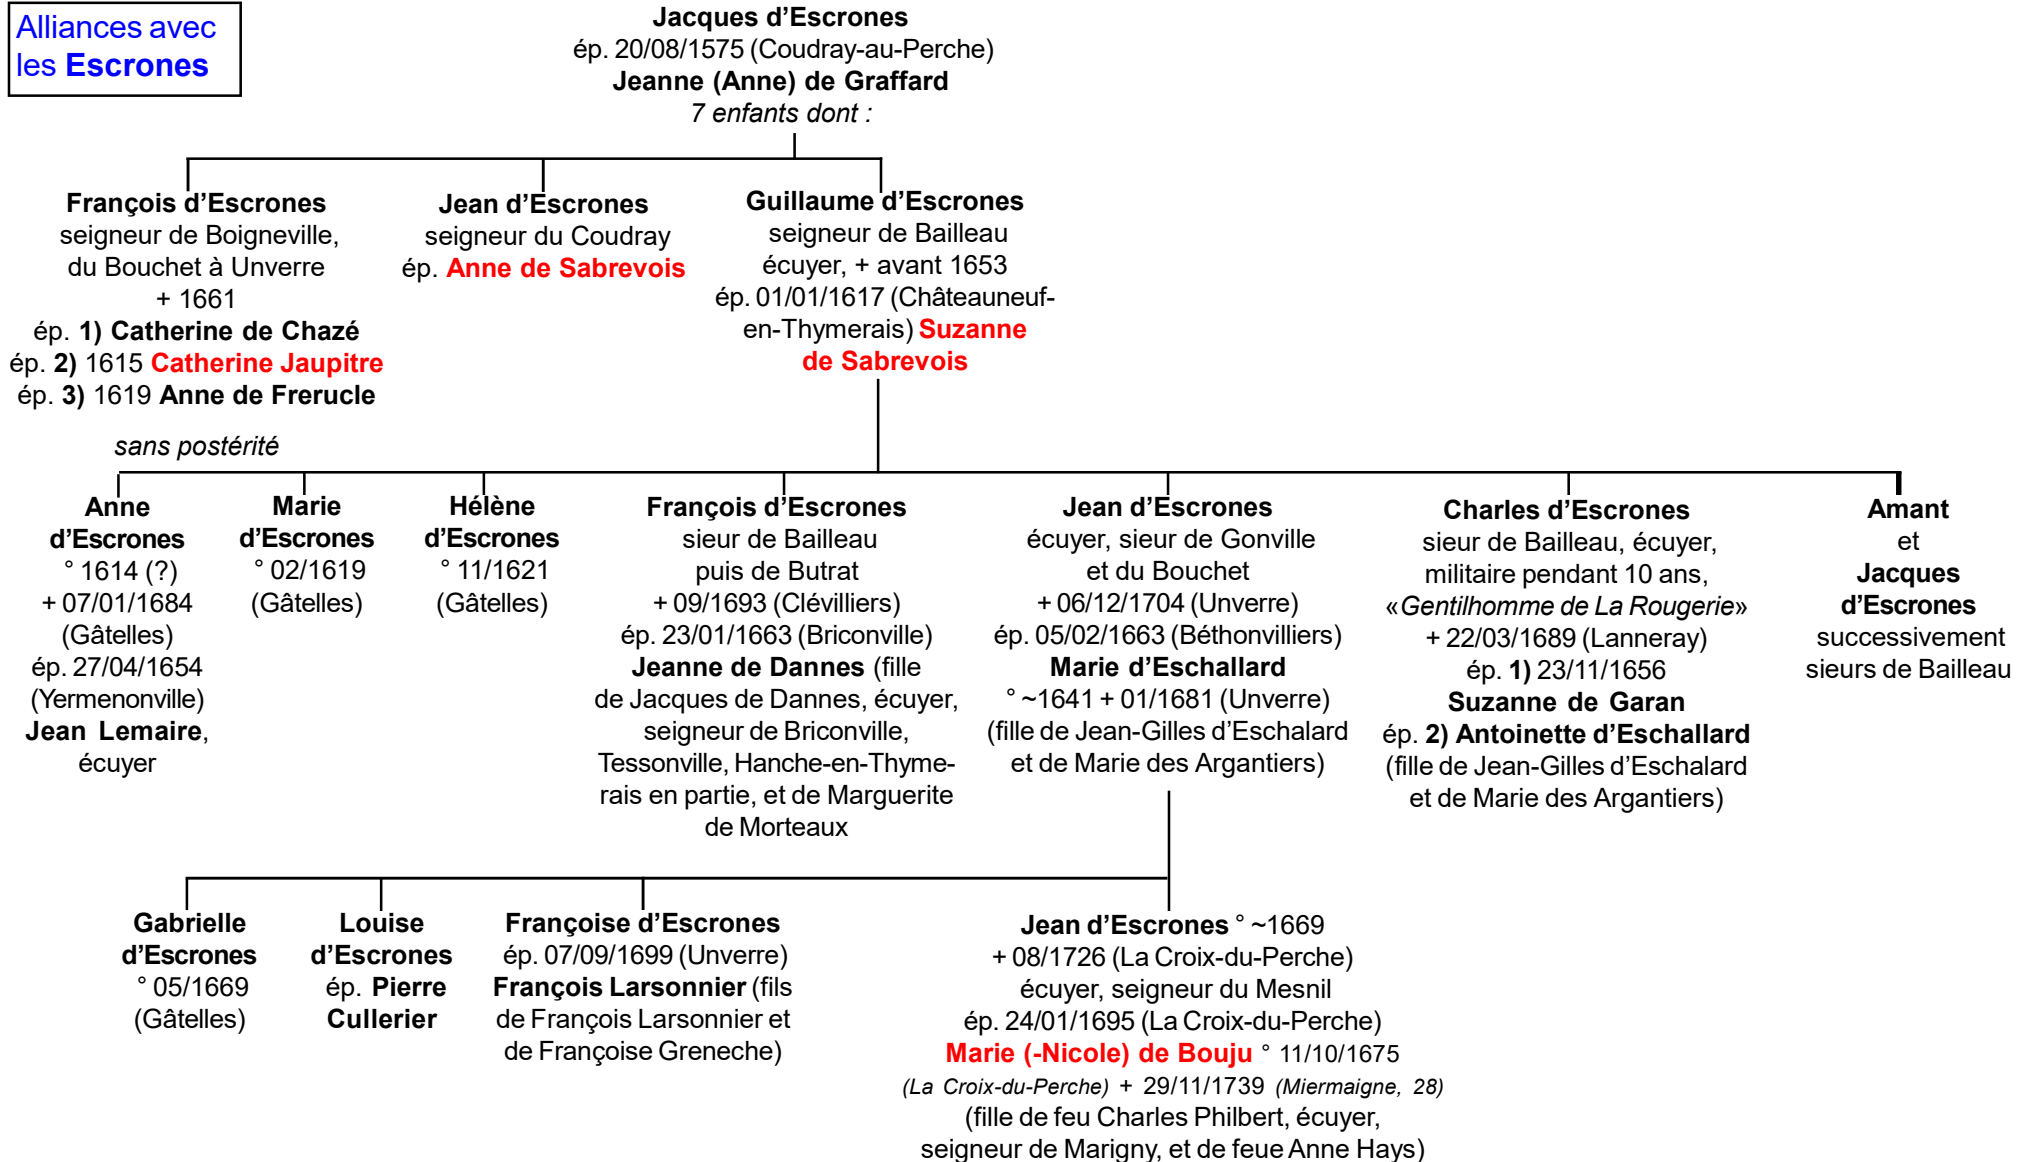 Alliances avec
les Escrones
Jacques d’Escrones
ép. 20/08/1575 (Coudray-au-Perche)
Jeanne (Anne) de Graffard
7 enfants dont :
François d’Escrones
seigneur de Boigneville,
du Bouchet à Unverre
+ 1661
ép. 1) Catherine de Chazé
ép. 2) 1615 Catherine Jaupitre
ép. 3) 1619 Anne de Frerucle
sans postérité
Jean d’Escrones
seigneur du Coudray
ép. Anne de Sabrevois
Guillaume d’Escrones
seigneur de Bailleau
écuyer, + avant 1653
ép. 01/01/1617 (Châteauneuf-
en-Thymerais) Suzanne
de Sabrevois
Anne
d’Escrones
° 1614 (?)
+ 07/01/1684
(Gâtelles)
ép. 27/04/1654
(Yermenonville)
Jean Lemaire,
écuyer
Marie
d’Escrones
° 02/1619
(Gâtelles)
Hélène
d’Escrones
° 11/1621
(Gâtelles)
François d’Escrones
sieur de Bailleau
puis de Butrat
+ 09/1693 (Clévilliers)
ép. 23/01/1663 (Briconville)
Jeanne de Dannes (fille
de Jacques de Dannes, écuyer,
seigneur de Briconville,
Tessonville, Hanche-en-Thyme-
rais en partie, et de Marguerite
de Morteaux
Jean d’Escrones
écuyer, sieur de Gonville
et du Bouchet
+ 06/12/1704 (Unverre)
ép. 05/02/1663 (Béthonvilliers)
Marie d’Eschallard
° ~1641 + 01/1681 (Unverre)
(fille de Jean-Gilles d’Eschalard
et de Marie des Argantiers)
Charles d’Escrones
sieur de Bailleau, écuyer,
militaire pendant 10 ans,
«Gentilhomme de La Rougerie»
+ 22/03/1689 (Lanneray)
ép. 1) 23/11/1656
Suzanne de Garan
ép. 2) Antoinette d’Eschallard
(fille de Jean-Gilles d’Eschalard
et de Marie des Argantiers)
Amant
et
Jacques
d’Escrones
successivement
sieurs de Bailleau
Gabrielle
d’Escrones
° 05/1669
(Gâtelles)
Louise
d’Escrones
ép. Pierre
Cullerier
Françoise d’Escrones
ép. 07/09/1699 (Unverre)
François Larsonnier (fils
de François Larsonnier et
de Françoise Greneche)
Jean d’Escrones ° ~1669
+ 08/1726 (La Croix-du-Perche)
écuyer, seigneur du Mesnil
ép. 24/01/1695 (La Croix-du-Perche)
Marie (-Nicole) de Bouju ° 11/10/1675
(La Croix-du-Perche) + 29/11/1739 (Miermaigne, 28)
(fille de feu Charles Philbert, écuyer,
seigneur de Marigny, et de feue Anne Hays)